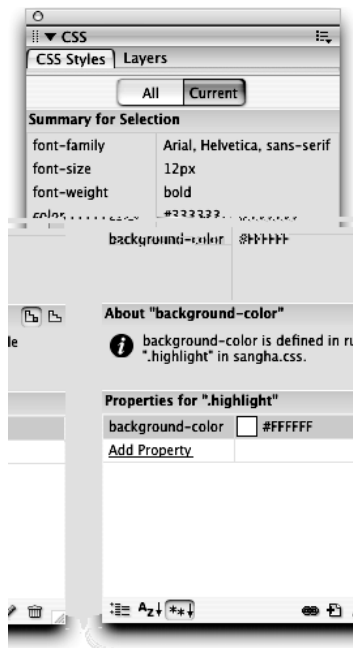 CSS
CSS Styles Layers
All Current
Summary for Selection
font-family Arial, Helvetica, sans-serif
font-size 12px
font-weight bold
color #333333
background-color #FFFFFF
About "background-color"
background-color is defined in
".highlight" in sangha.css.
Properties for ".highlight"
background-color #FFFFFF
Add Property